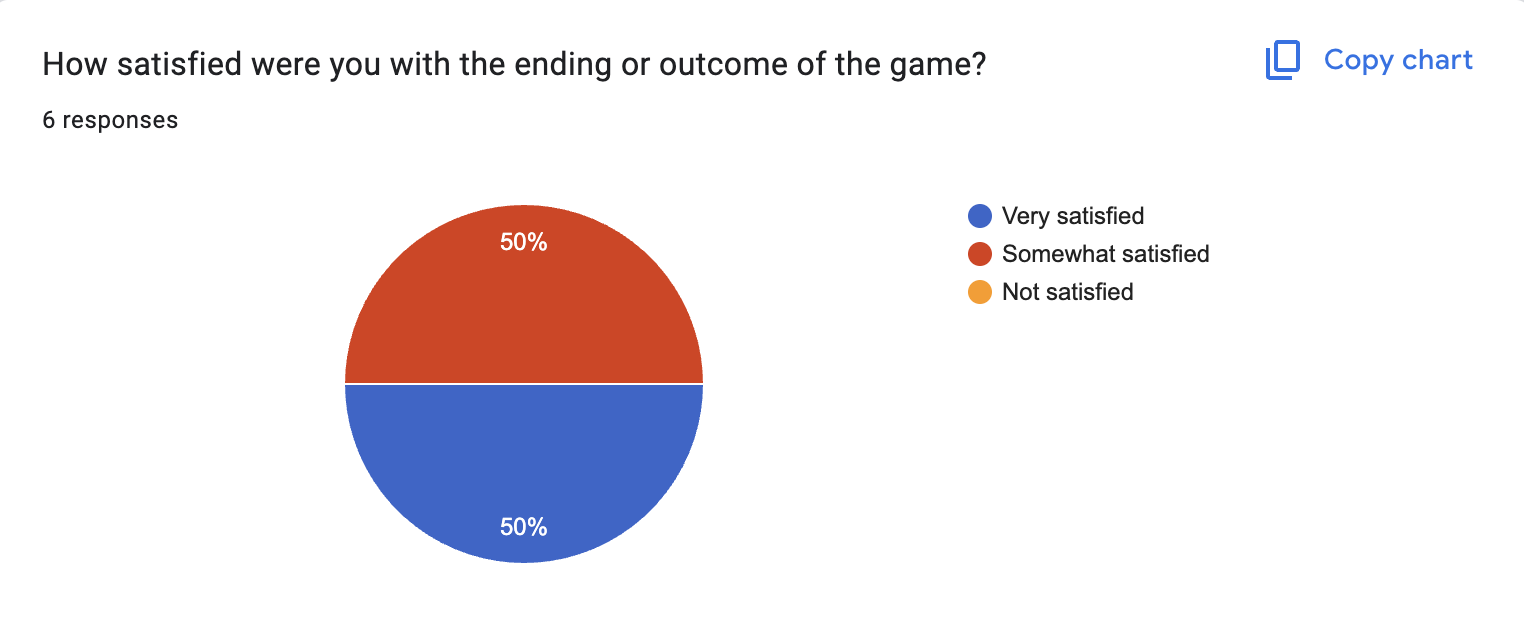 How satisfied were you with the ending or outcome of the game?
Copy chart
6 responses
50%
50%
Very satisfied
Somewhat satisfied
Not satisfied